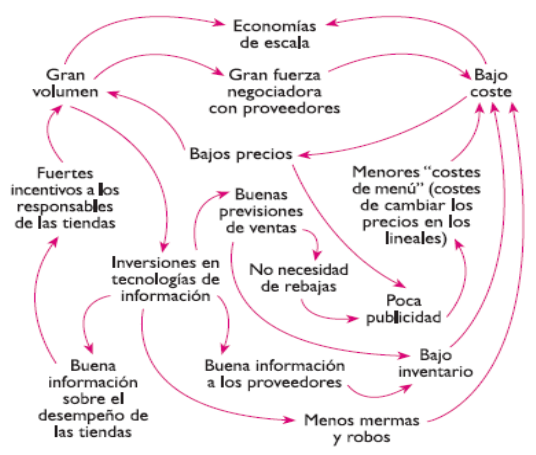 Economías
de escala
Gran
volumen
Gran fuerza
negociadora
con proveedores
Bajo
coste
Bajos precios
Fuertes
incentivos a los
responsables
de las tiendas
Buenas
previsiones
de ventas
Menores “costes
de menú” (costes
de cambiar los
precios en los
lineales)
Inversiones en
tecnologías de
información
No necesidad
de rebajas
Poca
publicidad
Buena
información
sobre el
desempeño de
las tiendas
Buena información
a los proveedores
Bajo
inventario
Menos mermas
y robos